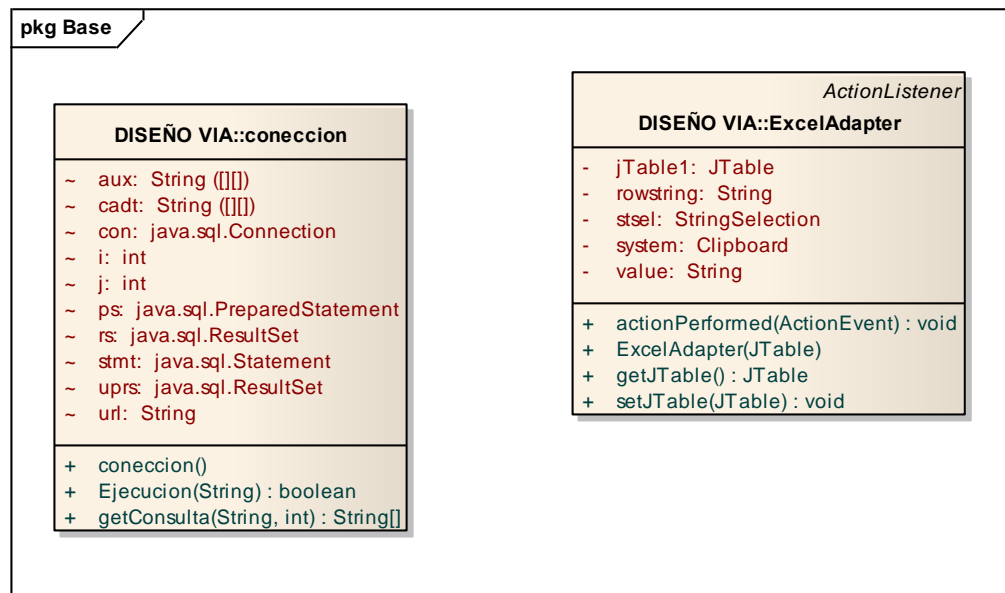 pkg Base
DISEÑO VIA::coneccion
~ aux: String ([][])
~ cadt: String ([][])
~ con: java.sql.Connection
~ i: int
~ j: int
~ ps: java.sql.PreparedStatement
~ rs: java.sql.ResultSet
~ stmt: java.sql.Statement
~ uprs: java.sql.ResultSet
~ url: String
+ coneccion()
+ Ejecucion(String) : boolean
+ getConsulta(String, int) : String[]
ActionListener
DISEÑO VIA::ExcelAdapter
- jTable1: JTable
- rowstring: String
- stsel: StringSelection
- system: Clipboard
- value: String
+ actionPerformed(ActionEvent) : void
+ ExcelAdapter(JTable)
+ getJTable() : JTable
+ setJTable(JTable) : void